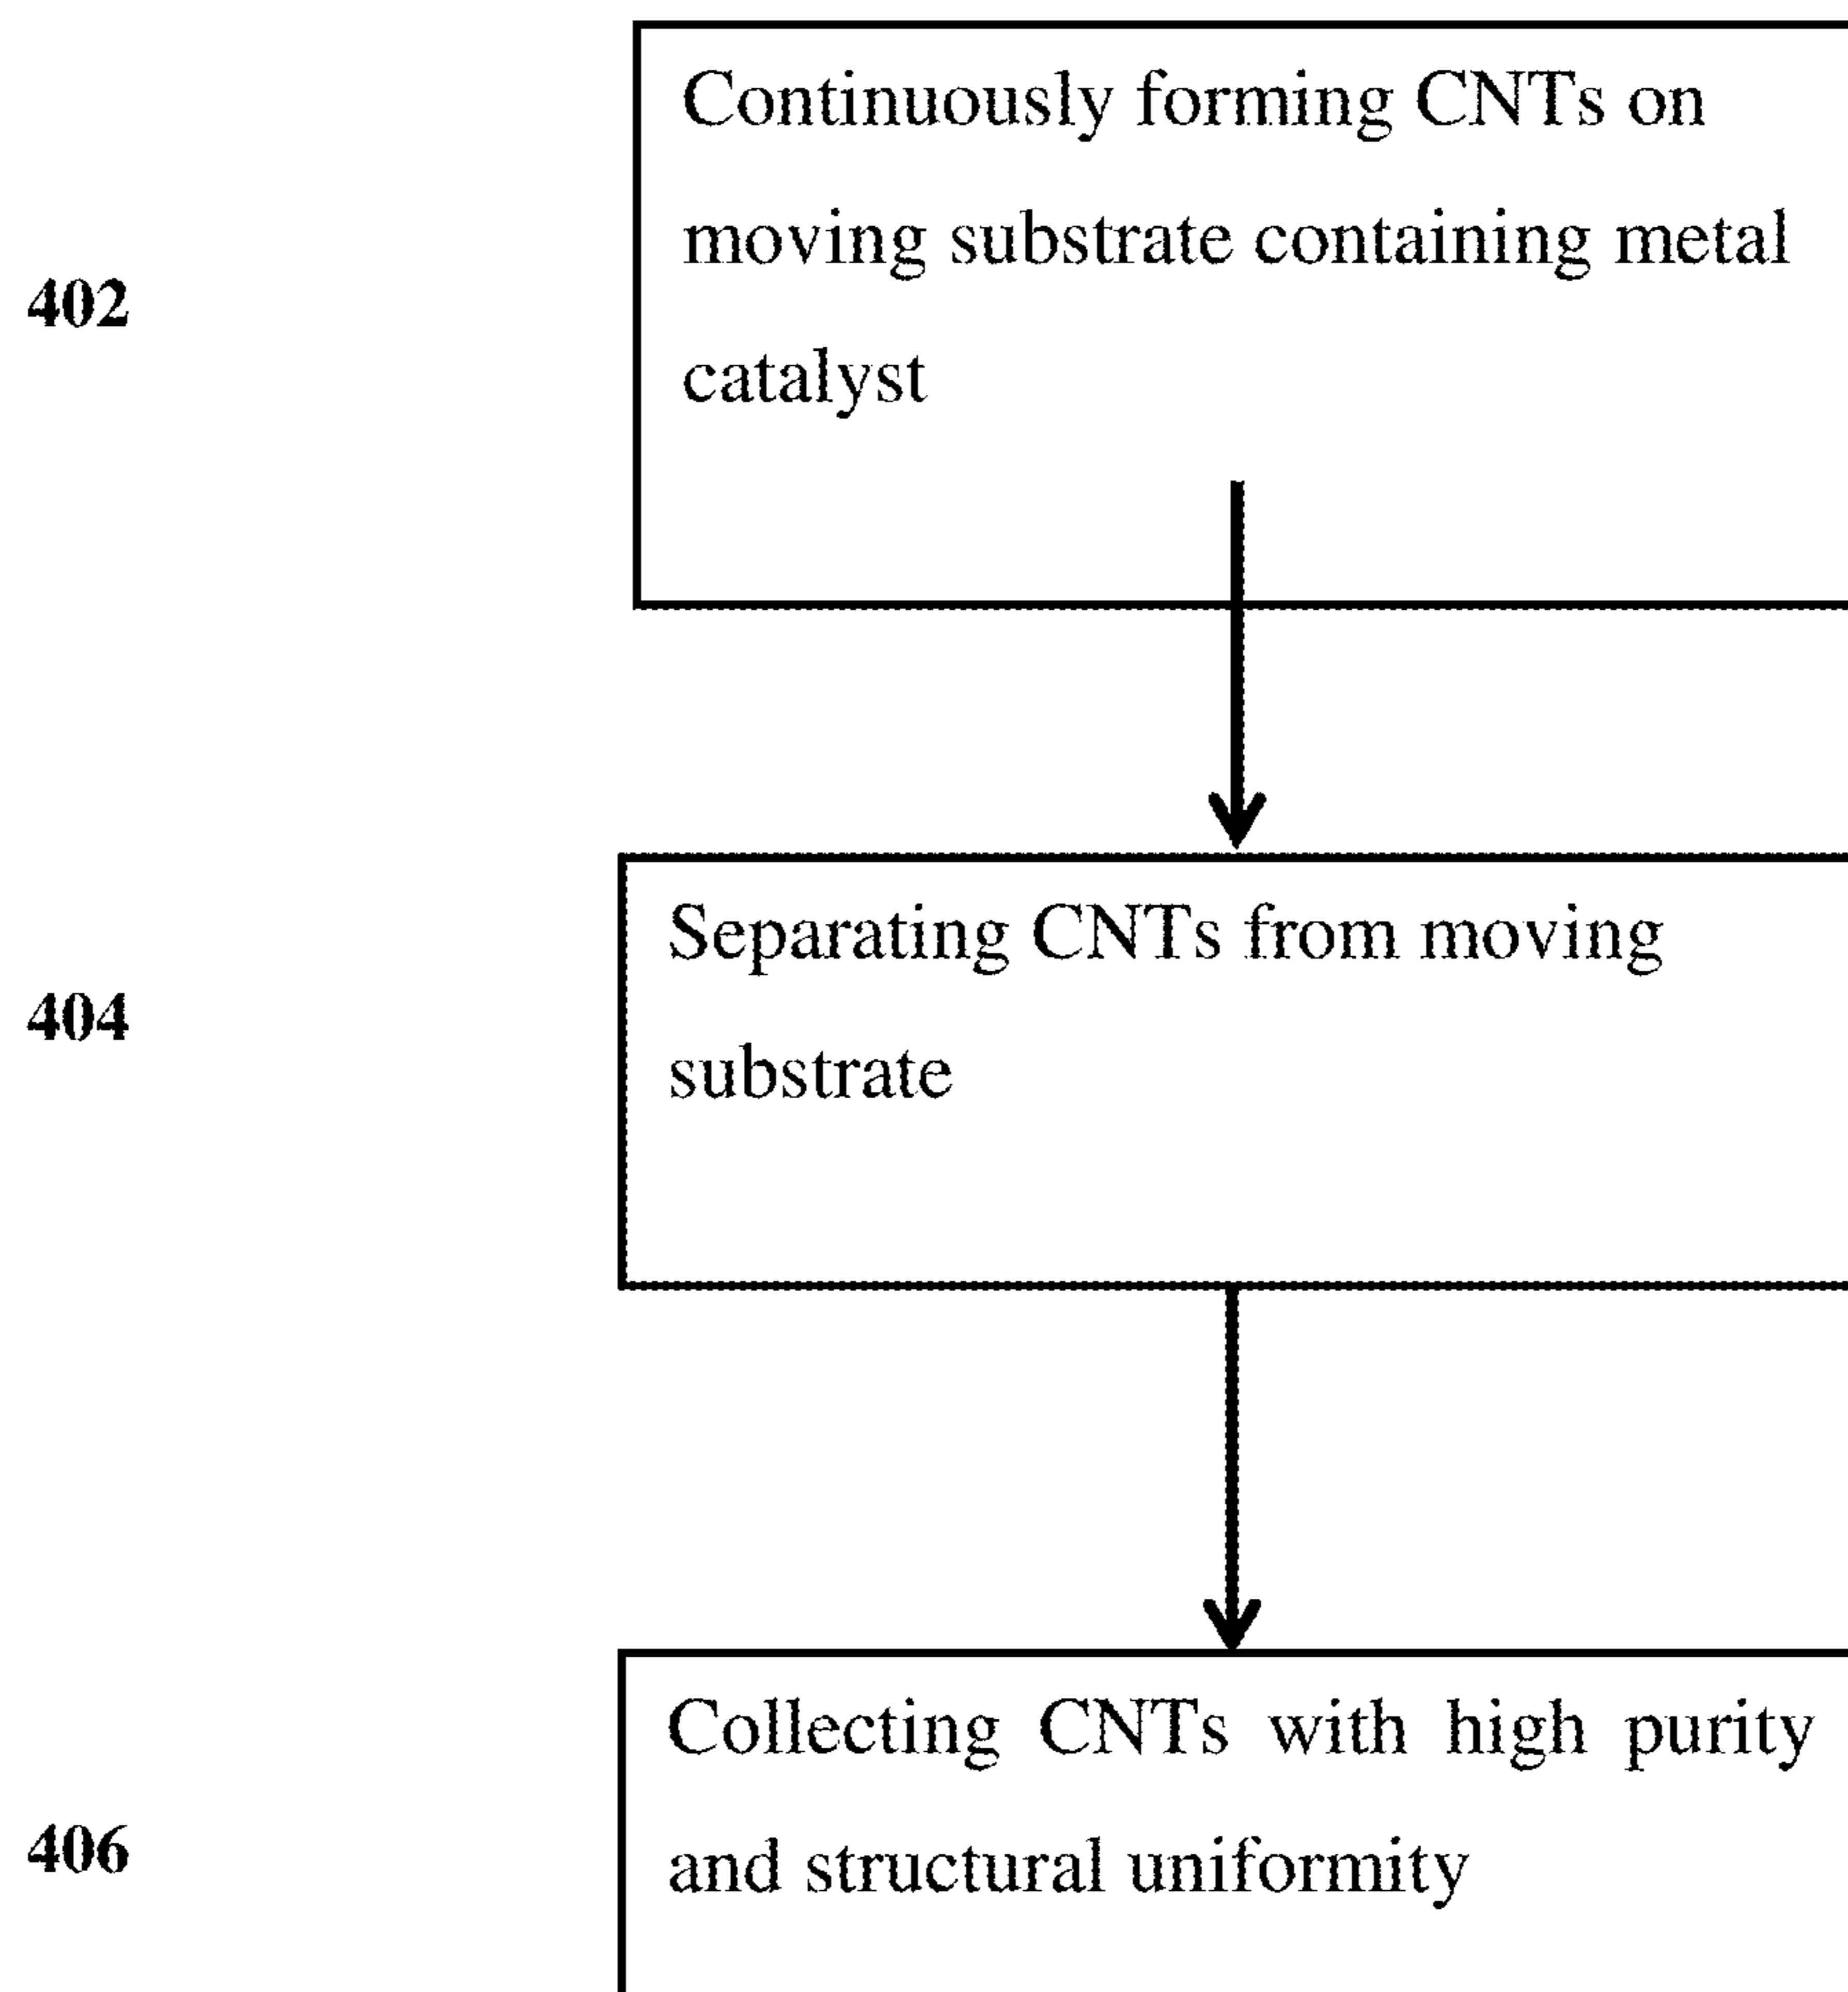 Continuously forming CNTs on
moving substrate containing metal
402
catalyst
Separating CNTs from moving
404
substrate
Collecting CNTs with high purity
406
and structural uniformity